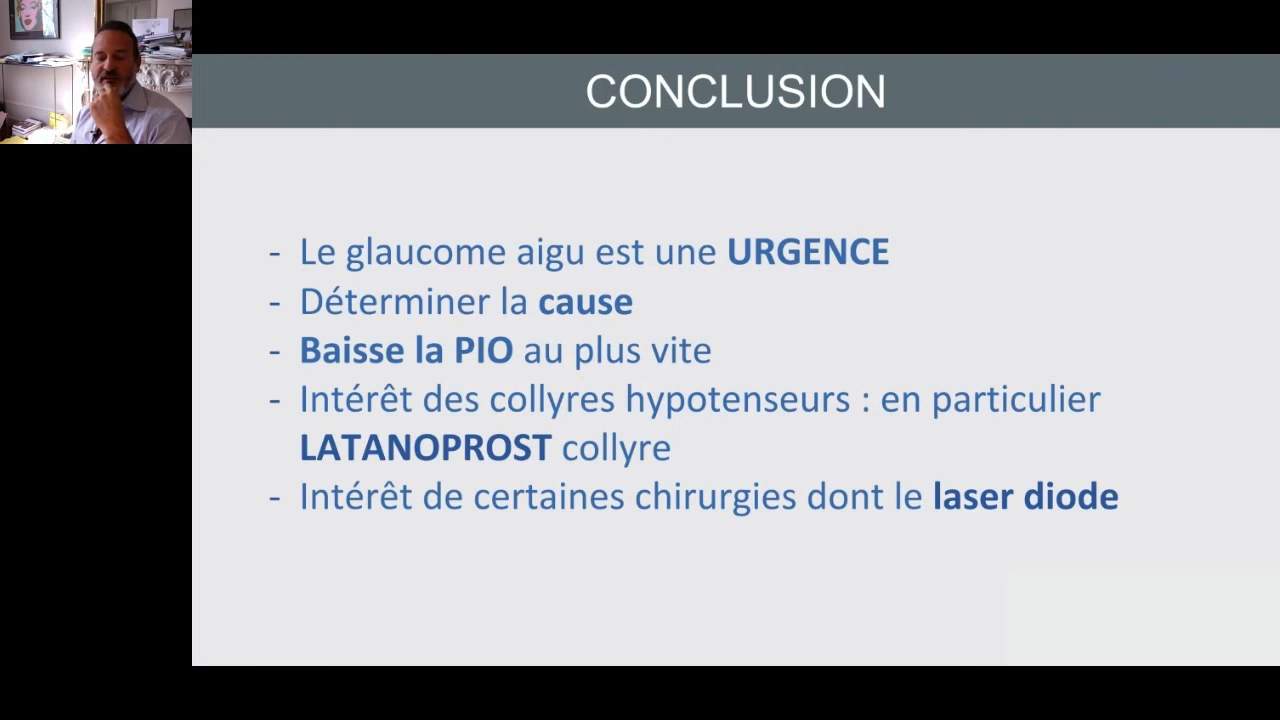 CONCLUSION
- Le glaucome aigu est une URGENCE
- Déterminer la cause
- Baisse la PIO au plus vite
- Intérêt des collyres hypotenseurs : en particulier
LATANOPROST collyre
- Intérêt de certaines chirurgies dont le laser diode